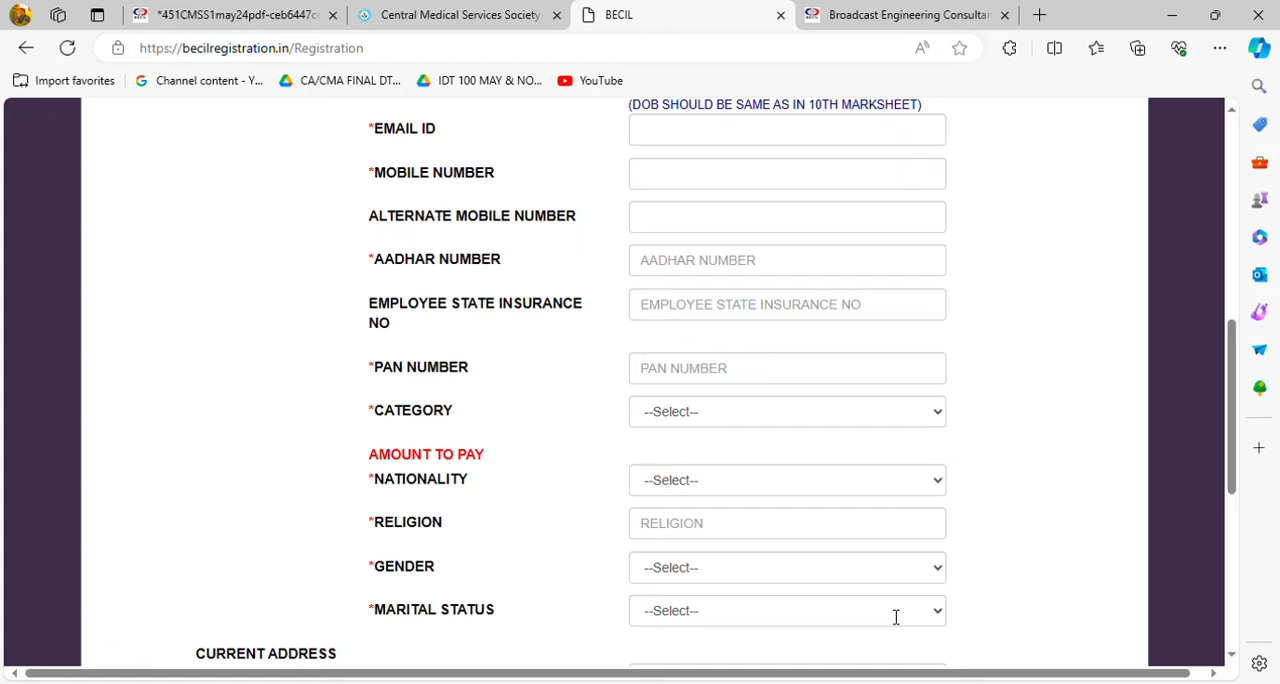 *451CMSS1may24pdf-ceb6447cc
Central Medical Services Society
BECIL
Broadcast Engineering Consultan
https://becilregistration.in/Registration
Import favorites
Channel content - Y...
CA/CMA FINAL DT...
IDT 100 MAY & NO...
YouTube
(DOB SHOULD BE SAME AS IN 10TH MARKSHEET)
*EMAIL ID
*MOBILE NUMBER
ALTERNATE MOBILE NUMBER
*AADHAR NUMBER
AADHAR NUMBER
EMPLOYEE STATE INSURANCE
NO
EMPLOYEE STATE INSURANCE NO
*PAN NUMBER
PAN NUMBER
*CATEGORY
--Select--
AMOUNT TO PAY
*NATIONALITY
--Select--
*RELIGION
RELIGION
*GENDER
--Select--
*MARITAL STATUS
--Select--
CURRENT ADDRESS